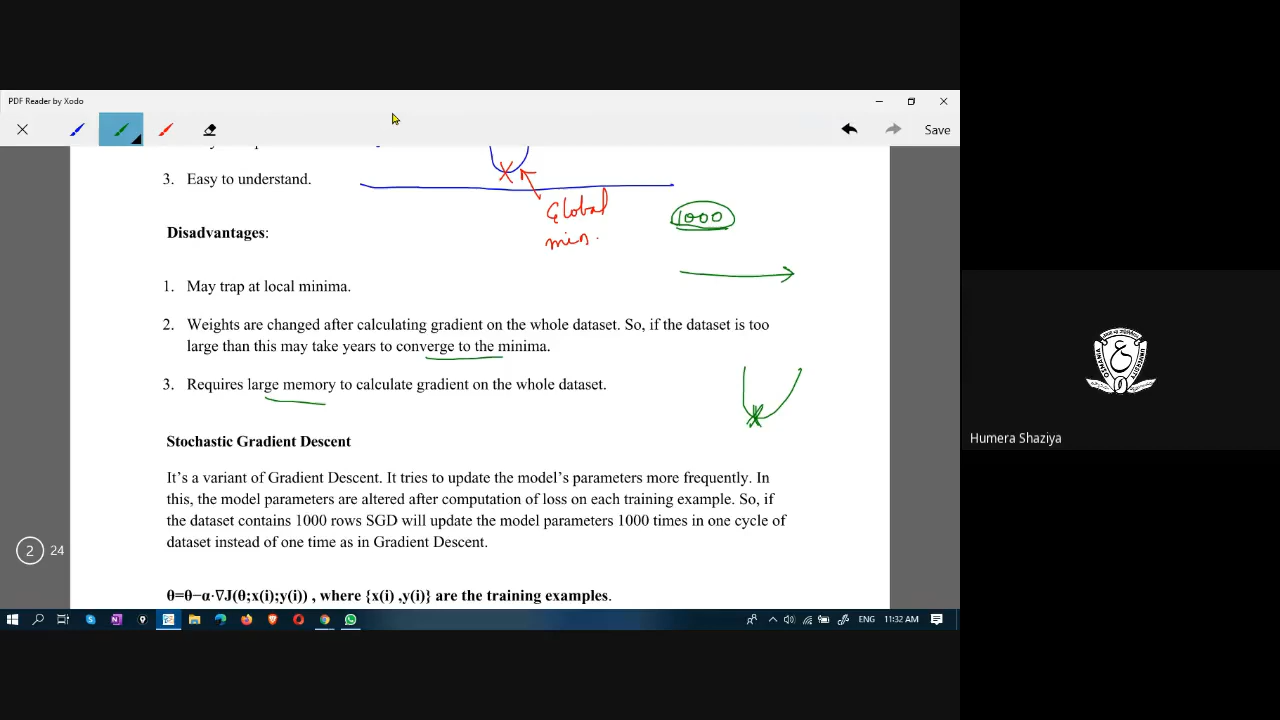 PDF Reader by Xodo
Save
3. Easy to understand.
Global
min.
1000
Disadvantages:
1. May trap at local minima.
2. Weights are changed after calculating gradient on the whole dataset. So, if the dataset is too
large than this may take years to converge to the minima.
3. Requires large memory to calculate gradient on the whole dataset.
Stochastic Gradient Descent
It's a variant of Gradient Descent. It tries to update the model's parameters more frequently. In
this, the model parameters are altered after computation of loss on each training example. So, if
the dataset contains 1000 rows SGD will update the model parameters 1000 times in one cycle of
dataset instead of one time as in Gradient Descent.
2 24
θ=θ−α⋅∇J(θ;x(i);y(i)) , where {x(i) ,y(i)} are the training examples.
ENG 11:32 AM
OSMANIA UNIVERSITY
Humera Shaziya